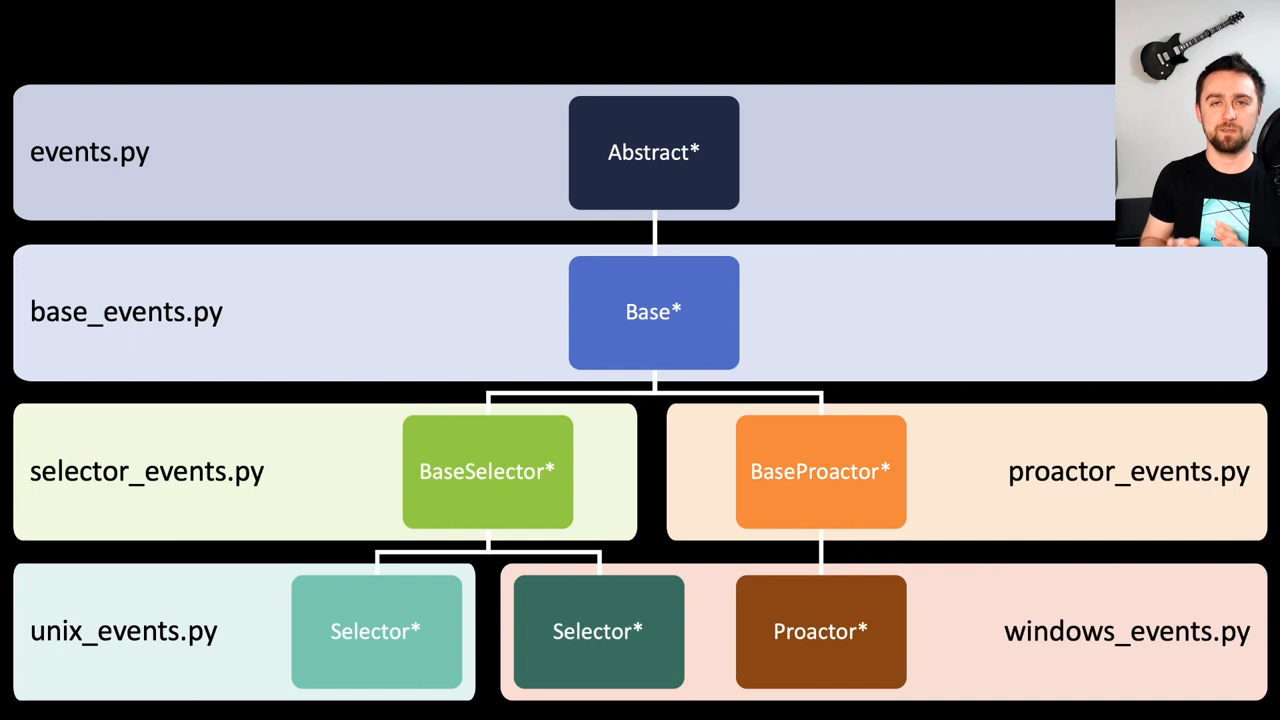 events.py
Abstract*
base_events.py
Base*
selector_events.py
BaseSelector*
BaseProactor*
proactor_events.py
unix_events.py
Selector*
Selector*
Proactor*
windows_events.py